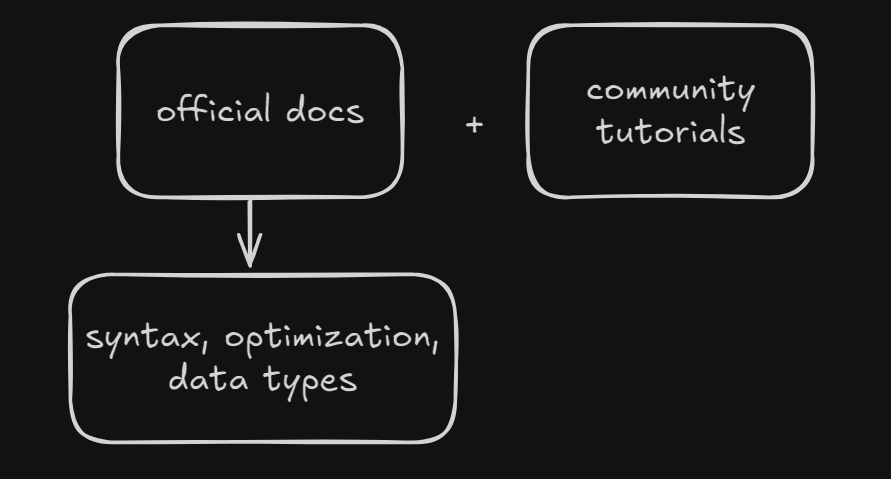 official docs
+
community
tutorials
syntax, optimization,
data types